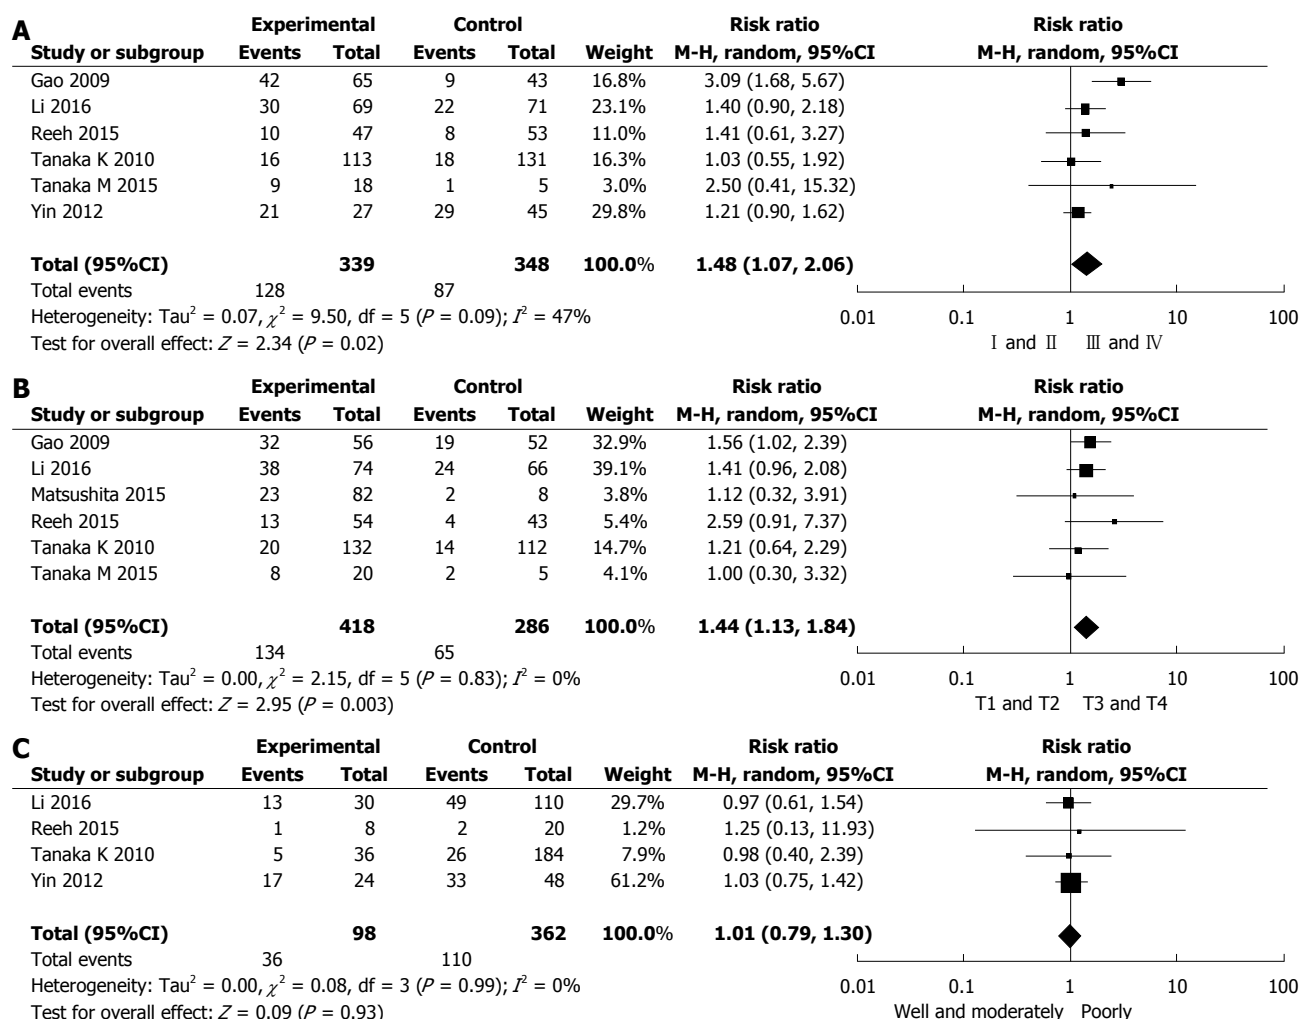 A
Experimental Control Risk ratio Risk ratio
Study or subgroup Events Total Events Total Weight M-H, random, 95%CI M-H, random, 95%CI
Gao 2009 42 65 9 43 16.8% 3.09 (1.68, 5.67)
Li 2016 30 69 22 71 23.1% 1.40 (0.90, 2.18)
Reeh 2015 10 47 8 53 11.0% 1.41 (0.61, 3.27)
Tanaka K 2010 16 113 18 131 16.3% 1.03 (0.55, 1.92)
Tanaka M 2015 9 18 1 5 3.0% 2.50 (0.41, 15.32)
Yin 2012 21 27 29 45 29.8% 1.21 (0.90, 1.62)
Total (95%CI) 339 348 100.0% 1.48 (1.07, 2.06)
Total events 128 87
Heterogeneity: Tau² = 0.07, χ² = 9.50, df = 5 (P = 0.09); I² = 47%
0.01 0.1 1 10 100
Test for overall effect: Z = 2.34 (P = 0.02)
Ⅰ and Ⅱ Ⅲ and Ⅳ
B
Experimental Control Risk ratio Risk ratio
Study or subgroup Events Total Events Total Weight M-H, random, 95%CI M-H, random, 95%CI
Gao 2009 32 56 19 52 32.9% 1.56 (1.02, 2.39)
Li 2016 38 74 24 66 39.1% 1.41 (0.96, 2.08)
Matsushita 2015 23 82 2 8 3.8% 1.12 (0.32, 3.91)
Reeh 2015 13 54 4 43 5.4% 2.59 (0.91, 7.37)
Tanaka K 2010 20 132 14 112 14.7% 1.21 (0.64, 2.29)
Tanaka M 2015 8 20 2 5 4.1% 1.00 (0.30, 3.32)
Total (95%CI) 418 286 100.0% 1.44 (1.13, 1.84)
Total events 134 65
Heterogeneity: Tau² = 0.00, χ² = 2.15, df = 5 (P = 0.83); I² = 0%
0.01 0.1 1 10 100
Test for overall effect: Z = 2.95 (P = 0.003)
T1 and T2 T3 and T4
C
Experimental Control Risk ratio Risk ratio
Study or subgroup Events Total Events Total Weight M-H, random, 95%CI M-H, random, 95%CI
Li 2016 13 30 49 110 29.7% 0.97 (0.61, 1.54)
Reeh 2015 1 8 2 20 1.2% 1.25 (0.13, 11.93)
Tanaka K 2010 5 36 26 184 7.9% 0.98 (0.40, 2.39)
Yin 2012 17 24 33 48 61.2% 1.03 (0.75, 1.42)
Total (95%CI) 98 362 100.0% 1.01 (0.79, 1.30)
Total events 36 110
Heterogeneity: Tau² = 0.00, χ² = 0.08, df = 3 (P = 0.99); I² = 0%
0.01 0.1 1 10 100
Test for overall effect: Z = 0.09 (P = 0.93)
Well and moderately Poorly